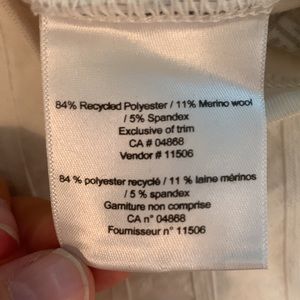 84% Recycled Polyester / 11% Merino wool
/ 5% Spandex
Exclusive of trim
CA # 04868
Vendor # 11506
84 % polyester recyclé / 11 % laine mérinos
/ 5 % spandex
Garniture non comprise
CA n° 04868
Fournisseur n° 11506